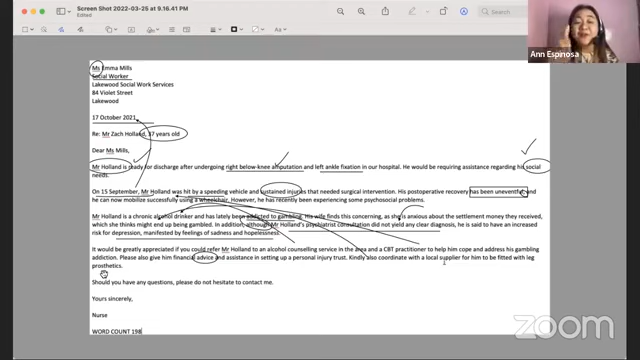 Screen Shot 2022-03-25 at 9.16.41 PM
Edited
Ann Espinosa
Ms Emma Mills
Social Worker
Lakewood Social Work Services
84 Violet Street
Lakewood
17 October 2021
Re: Mr Zach Holland, 37 years old
Dear Ms Mills,
Mr Holland is ready for discharge after undergoing right below-knee amputation and left ankle fixation in our hospital. He would be requiring assistance regarding his social
needs.
On 15 September, Mr Holland was hit by a speeding vehicle and sustained injuries that needed surgical intervention. His postoperative recovery has been uneventful and
he can now mobilize successfully using a wheelchair. However, he has recently been experiencing some psychosocial problems.
Mr Holland is a chronic alcohol drinker and has lately been addicted to gambling. His wife finds this concerning, as she is anxious about the settlement money they received,
which she thinks might end up being gambled. In addition, although Mr Holland's psychiatrist consultation did not yield any clear diagnosis, he is said to have an increased
risk for depression, manifested by feelings of sadness and hopelessness.
It would be greatly appreciated if you could refer Mr Holland to an alcohol counselling service in the area and a CBT practitioner to help him cope and address his gambling
addiction. Please also give him financial advice and assistance in setting up a personal injury trust. Kindly also coordinate with a local supplier for him to be fitted with leg
prosthetics.
Should you have any questions, please do not hesitate to contact me.
Yours sincerely,
Nurse
WORD COUNT 198
zoom